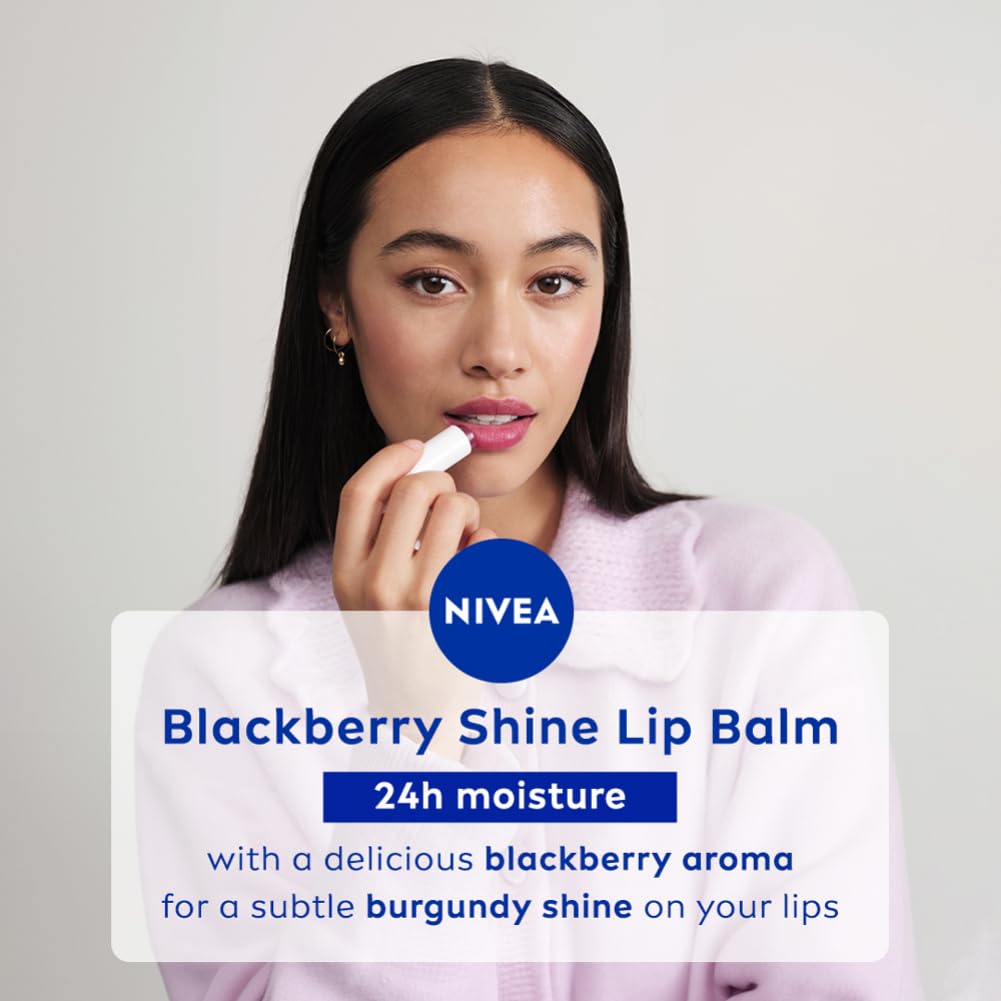 NIVEA
Blackberry Shine Lip Balm
24h moisture
with a delicious blackberry aroma
for a subtle burgundy shine on your lips